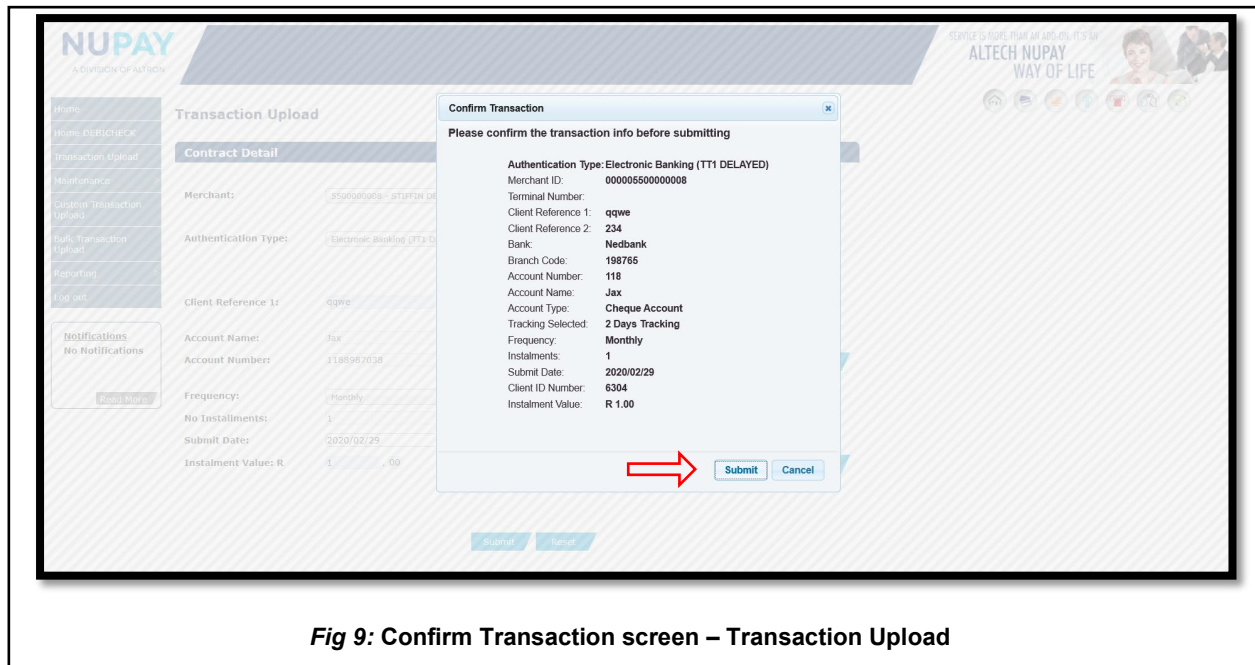 NUPAY
A DIVISION OF ALTRON
SERVICE IS MORE THAN AN ADD-ON. IT'S AN
ALTECH NUPAY
WAY OF LIFE
Home
Home DEBICHECK
Transaction Upload
Maintenance
Custom Transaction
Upload
Bulk Transaction
Upload
Reporting
Log out
Notifications
No Notifications
Read More
Transaction Upload
Contract Detail
Merchant: 5500000008 - STIFFIN DE
Authentication Type: Electronic Banking (TT1 D
Client Reference 1: qqwe
Account Name: Jax
Account Number: 1188987038
Frequency: Monthly
No Installments: 1
Submit Date: 2020/02/29
Instalment Value: R 1 . 00
Submit Reset
Confirm Transaction
Please confirm the transaction info before submitting
Authentication Type: Electronic Banking (TT1 DELAYED)
Merchant ID: 000005500000008
Terminal Number:
Client Reference 1: qqwe
Client Reference 2: 234
Bank: Nedbank
Branch Code: 198765
Account Number: 118
Account Name: Jax
Account Type: Cheque Account
Tracking Selected: 2 Days Tracking
Frequency: Monthly
Instalments: 1
Submit Date: 2020/02/29
Client ID Number: 6304
Instalment Value: R 1.00
Submit Cancel
Fig 9: Confirm Transaction screen – Transaction Upload